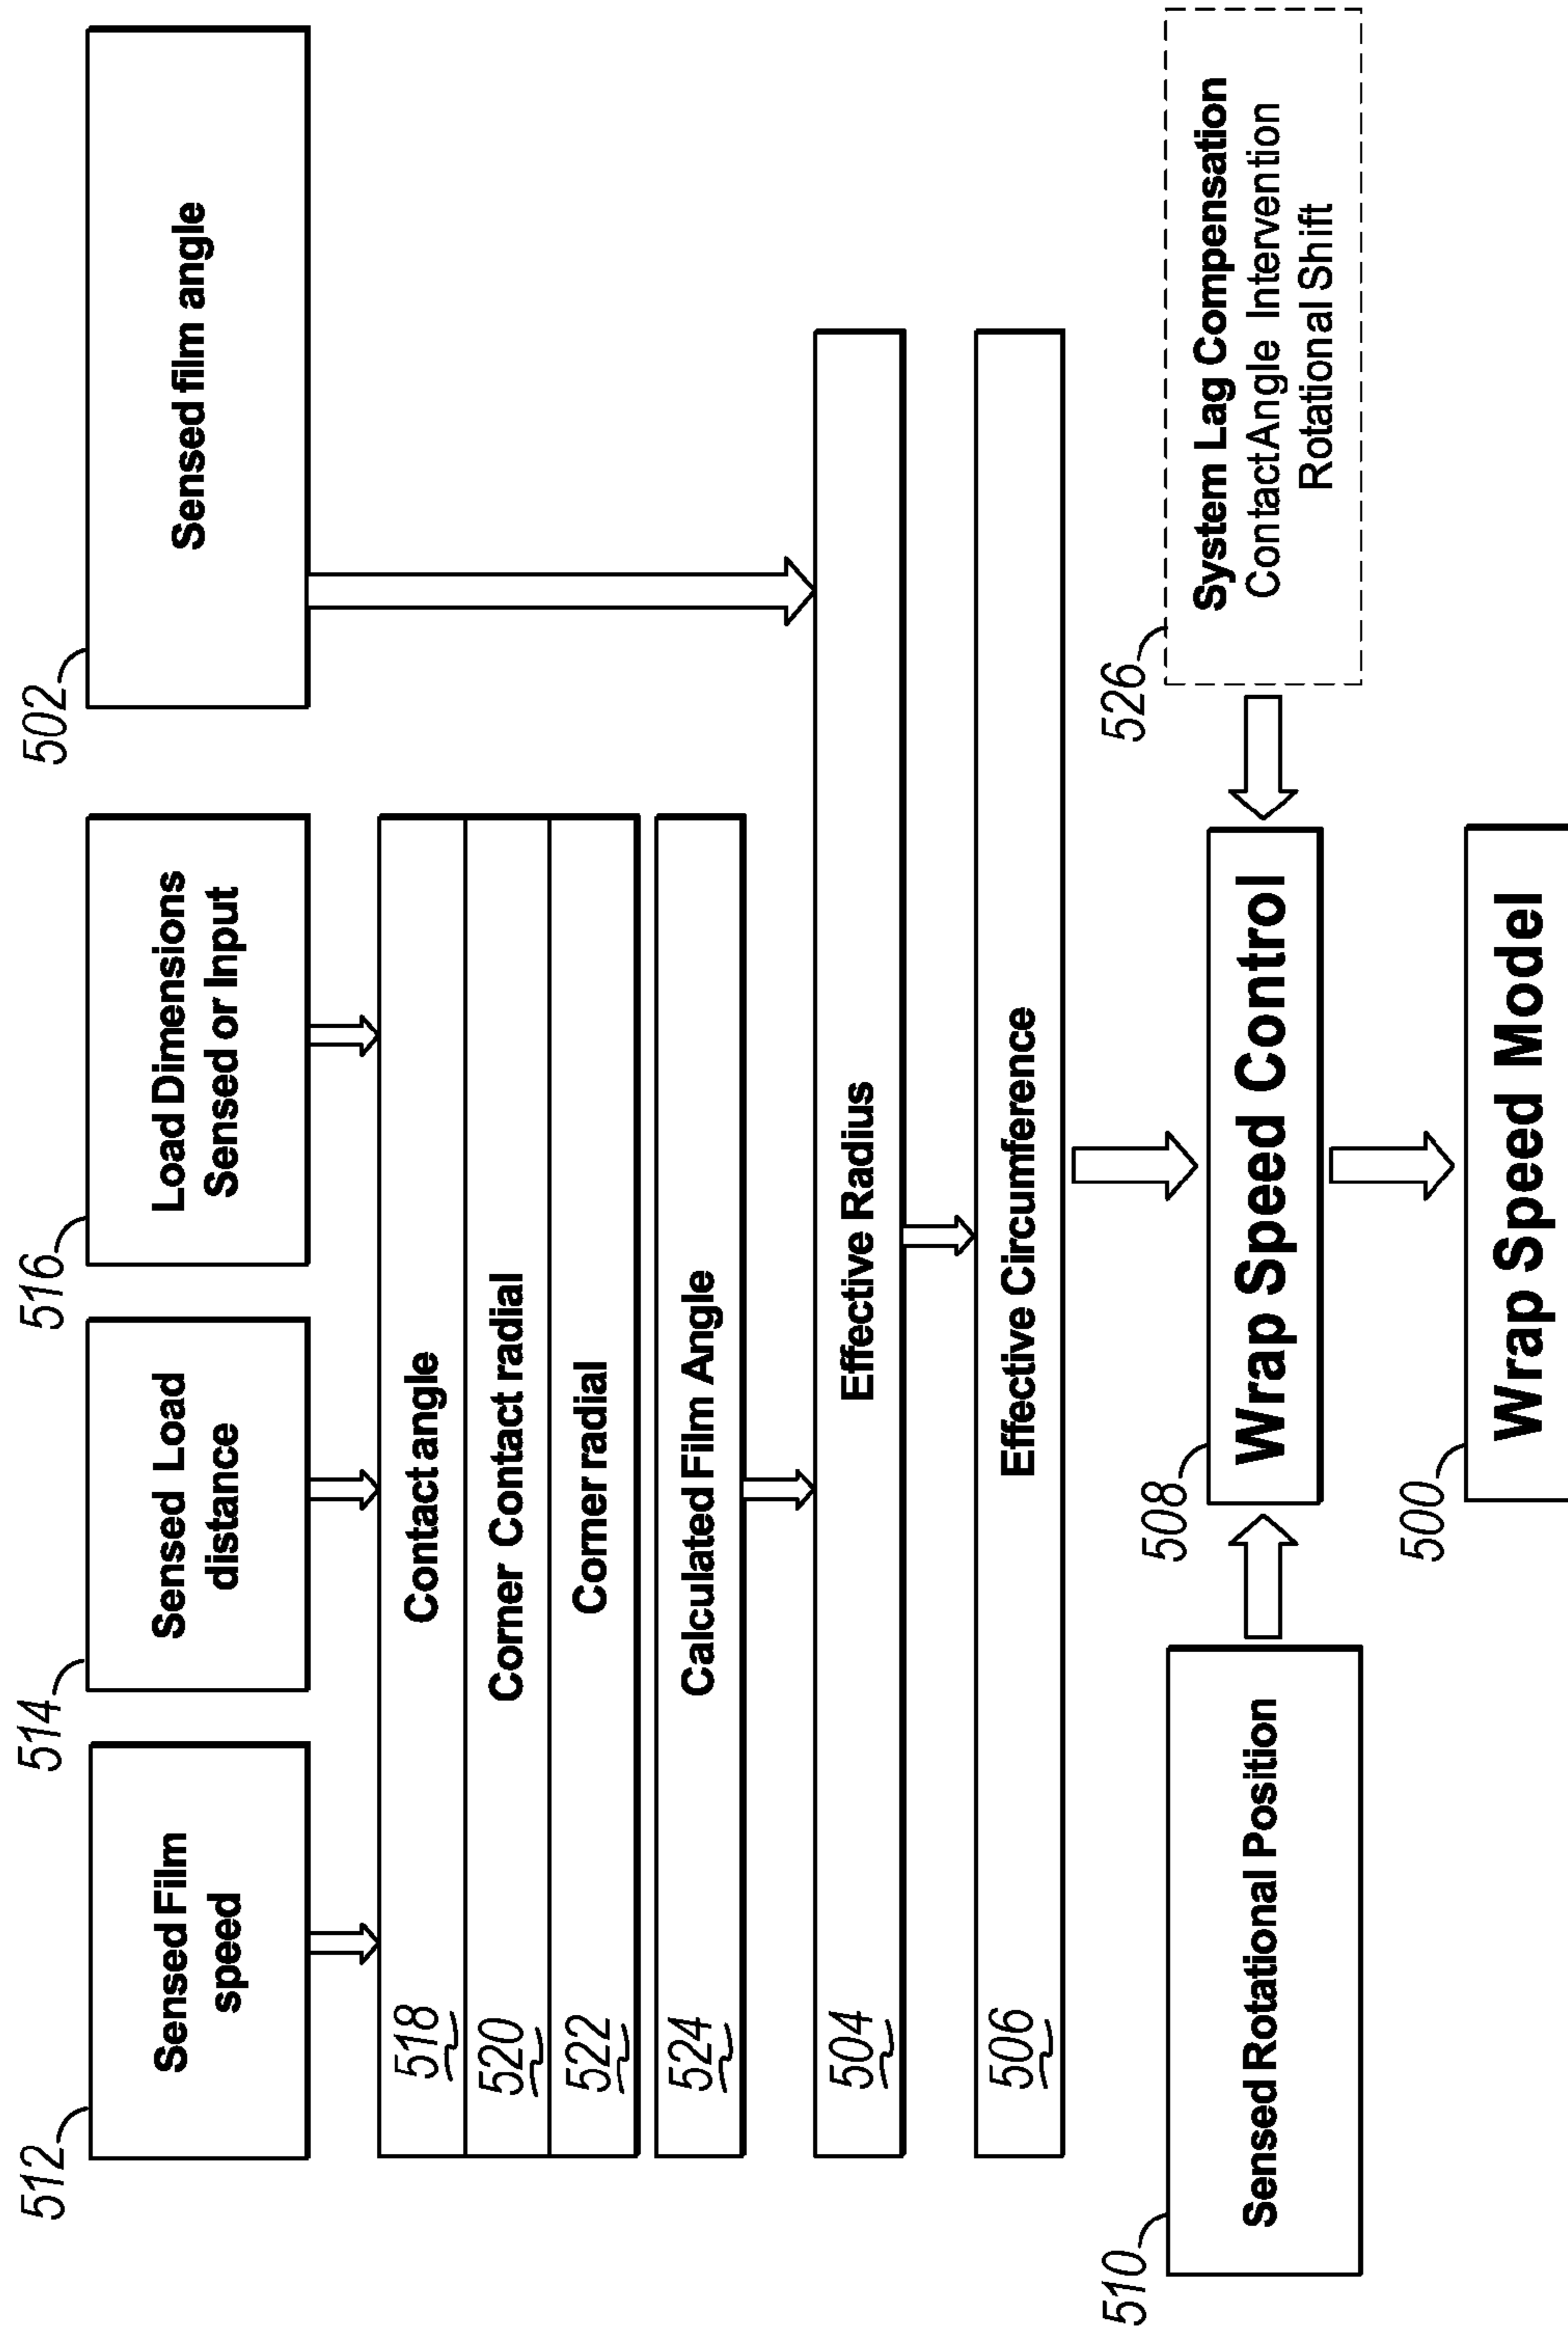 512
Sensed Film
speed
514
Sensed Load
distance
516
Load Dimensions
Sensed or Input
502
Sensed film angle
518
Contact angle
520
Corner Contact radial
522
Corner radial
524
Calculated Film Angle
504
Effective Radius
506
Effective Circumference
510
Sensed Rotational Position
508
Wrap Speed Control
526
System Lag Compensation
Contact Angle Intervention
Rotational Shift
500
Wrap Speed Model